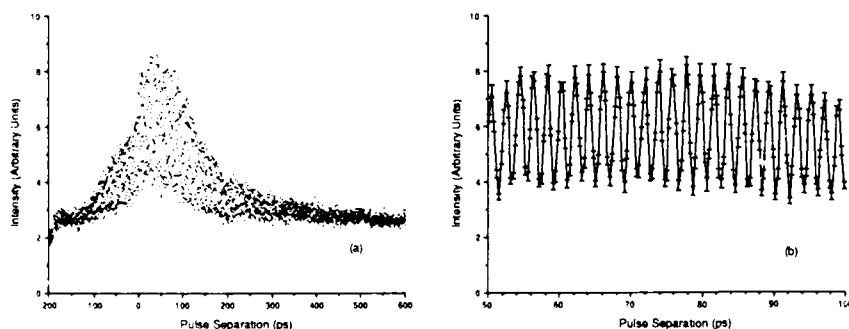 10
8
6
4
2
0
Intensity (Arbitrary Units)
200 100 0 100 200 300 400 500 600
Pulse Separation (ps)
(a)
10
8
6
4
2
0
Intensity (Arbitrary Units)
50 60 70 80 90 100
Pulse Separation (ps)
(b)